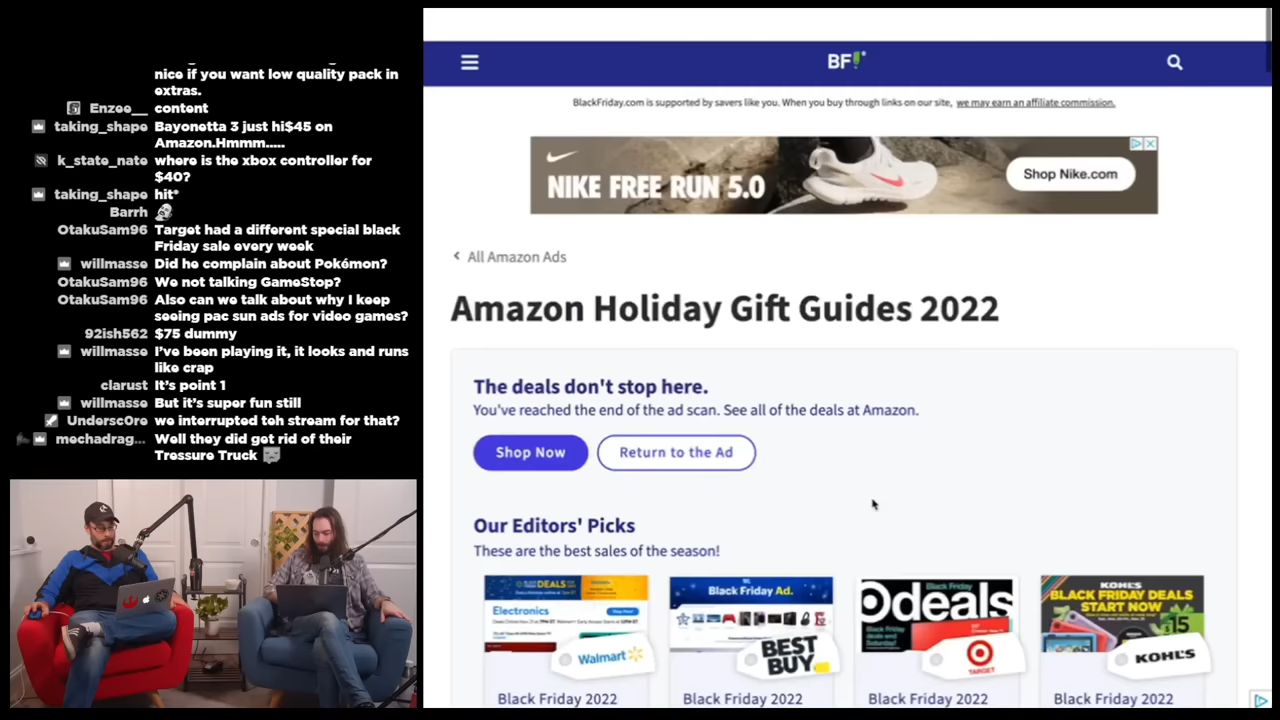 nice if you want low quality pack in
extras.
Enzee__ content
taking_shape Bayonetta 3 just hi$45 on
Amazon.Hmmm.....
k_state_nate where is the xbox controller for
$40?
taking_shape hit*
Barrh
OtakuSam96 Target had a different special black
Friday sale every week
willmasse Did he complain about Pokémon?
OtakuSam96 We not talking GameStop?
OtakuSam96 Also can we talk about why I keep
seeing pac sun ads for video games?
92ish562 $75 dummy
willmasse I've been playing it, it looks and runs
like crap
clarust It's point 1
willmasse But it's super fun still
UnderscOre we interrupted teh stream for that?
mechadrag... Well they did get rid of their
Tressure Truck
BF!
BlackFriday.com is supported by savers like you. When you buy through links on our site, we may earn an affiliate commission.
NIKE FREE RUN 5.0
Shop Nike.com
All Amazon Ads
Amazon Holiday Gift Guides 2022
The deals don't stop here.
You've reached the end of the ad scan. See all of the deals at Amazon.
Shop Now
Return to the Ad
Our Editors' Picks
These are the best sales of the season!
DEALS
Electronics
Walmart
Black Friday 2022
Black Friday Ad.
BEST
BUY
Black Friday 2022
Black Friday
deals
Black Friday
deals end
Saturday!
TARGET
Black Friday 2022
KOHL'S
BLACK FRIDAY DEALS
START NOW
$15
KOHL'S
Black Friday 2022